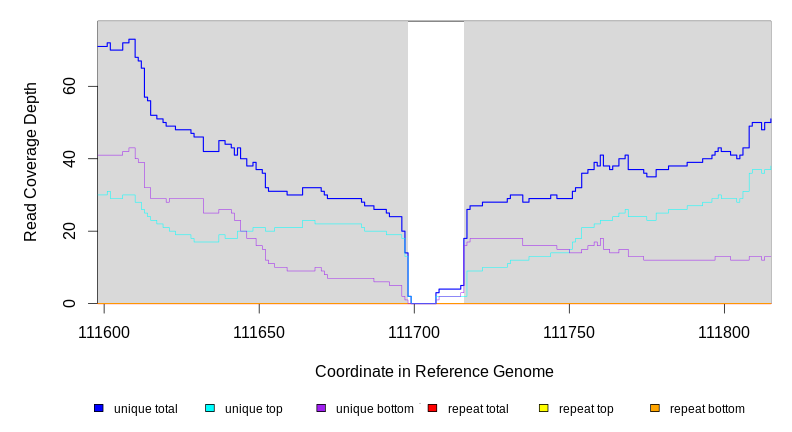 Read Coverage Depth
60
40
20
0
111600 111650 111700 111750 111800
Coordinate in Reference Genome
unique total unique top unique bottom repeat total repeat top repeat bottom